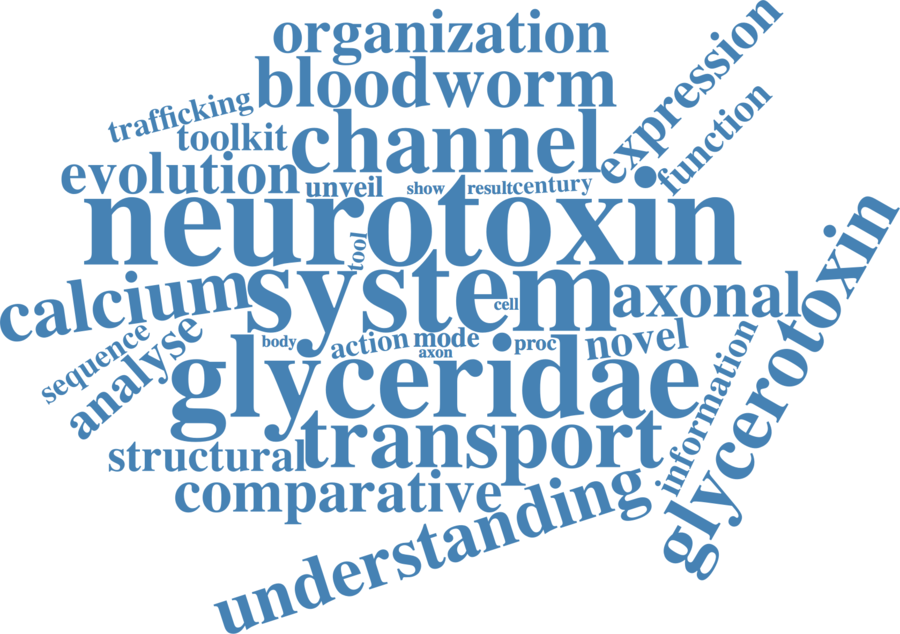 organization
bloodworm
expression
trafficking
toolkit
channel
function
evolution
unveil
show
result
century
neurotoxin
tool
system
calcium
cell
axonal
glycerotoxin
sequence
analyse
body
action
mode
axon
proc
novel
glyceridae
information
transport
structural
comparative
understanding